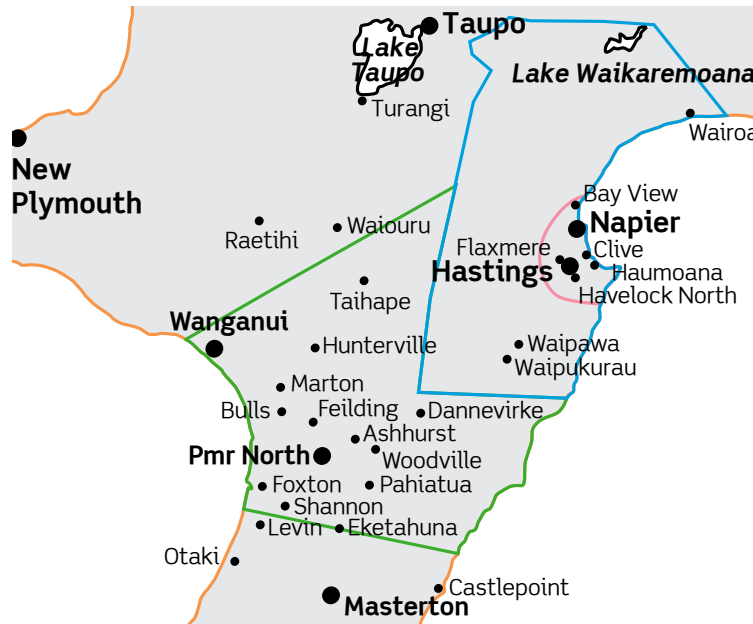 Taupo
Lake
Taupo
Lake Waikaremoana
Turangi
Wairoa
New
Plymouth
Bay View
Napier
Raetihi
Waiouru
Flaxmere
Clive
Hastings
Haumoana
Taihape
Havelock North
Wanganui
Hunterville
Waipawa
Waipukurau
Marton
Bulls
Feilding
Dannevirke
Ashhurst
Pmr North
Woodville
Foxton
Pahiatua
Shannon
Levin
Eketahuna
Otaki
Castlepoint
Masterton